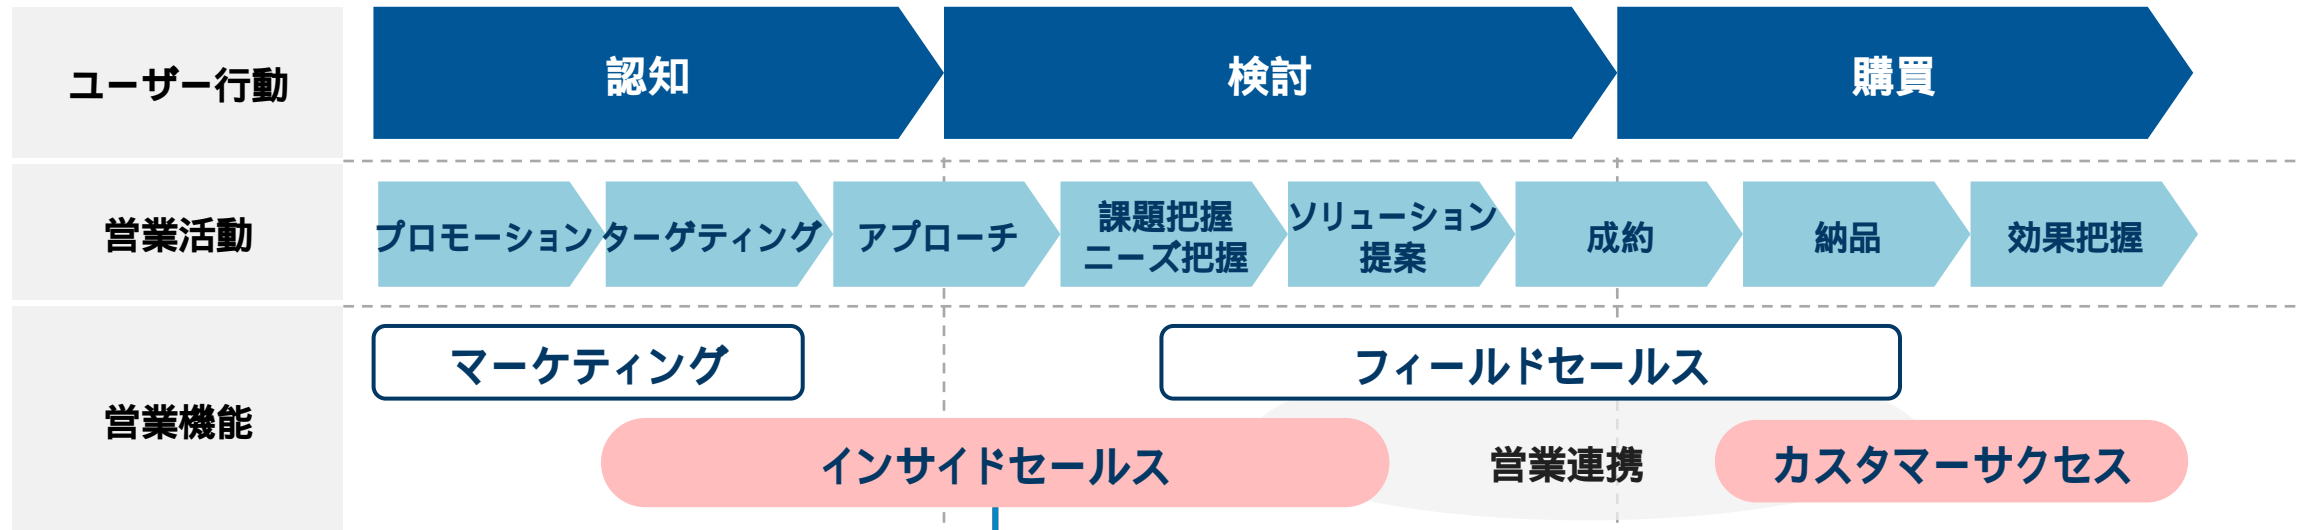 ユーザー行動
認知
検討
購買
営業活動
プロモーション
ターゲティング
アプローチ
課題把握
ニーズ把握
ソリューション
提案
成約
納品
効果把握
営業機能
マーケティング
フィールドセールス
インサイドセールス
営業連携
カスタマーサクセス